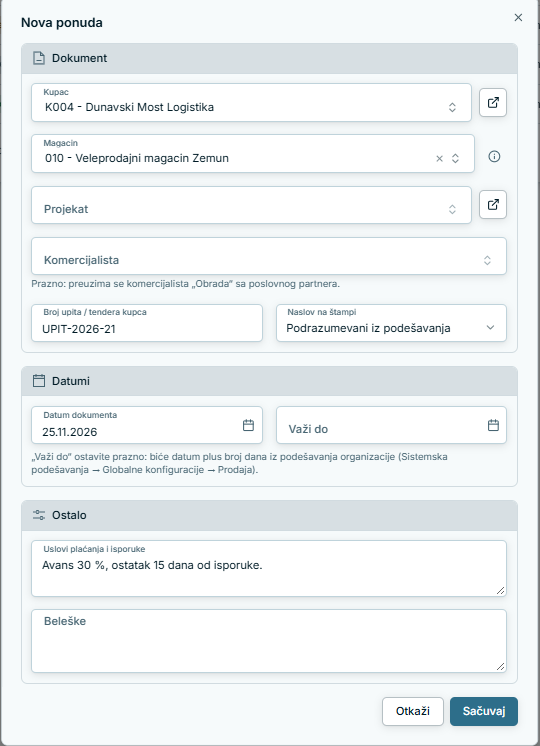 Nova ponuda
Dokument
Kupac
K004 - Dunavski Most Logistika
Magacin
010 - Veleprodajni magacin Zemun
Projekat
Komercijalista
Prazno: preuzima se komercijalista „Obrada“ sa poslovnog partnera.
Broj upita / tendera kupca
UPIT-2026-21
Naslov na štampi
Podrazumevani iz podešavanja
Datumi
Datum dokumenta
25.11.2026
Važi do
„Važi do“ ostavite prazno: biće datum plus broj dana iz podešavanja organizacije (Sistemska
podešavanja → Globalne konfiguracije → Prodaja).
Ostalo
Uslovi plaćanja i isporuke
Avans 30 %, ostatak 15 dana od isporuke.
Beleške
Otkaži
Sačuvaj